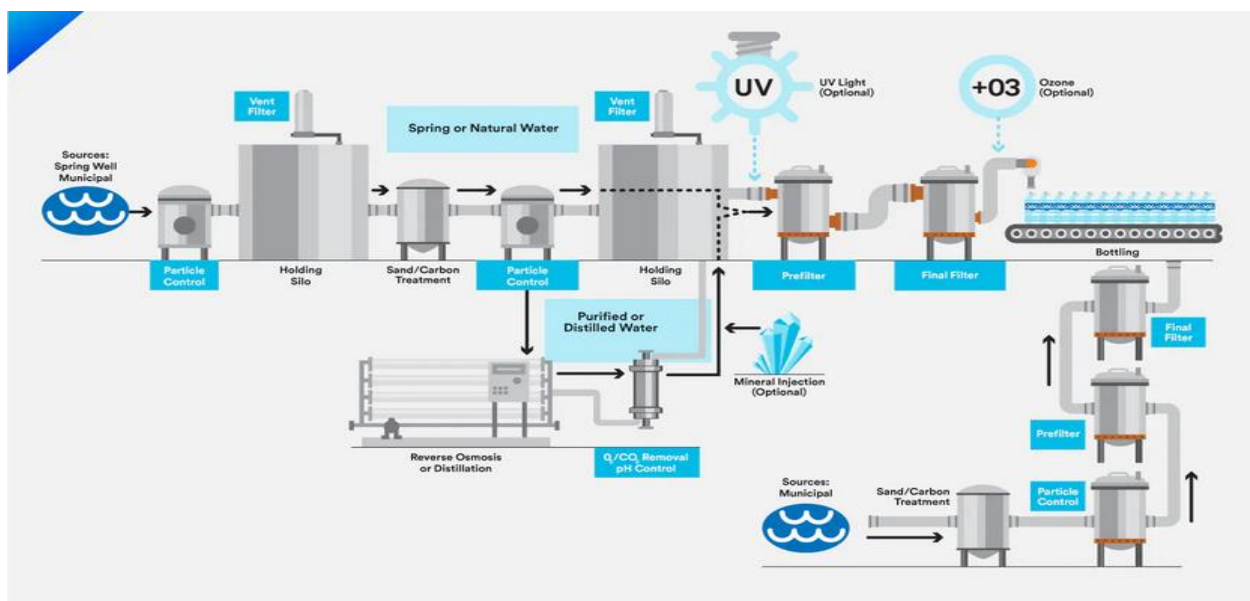 Vent
Filter
Spring or Natural Water
Vent
Filter
UV
UV Light
(Optional)
+03
Ozone
(Optional)
Sources:
Spring Well
Municipal
Particle
Control
Holding
Silo
Sand/Carbon
Treatment
Particle
Control
Holding
Silo
Prefilter
Final Filter
Bottling
Purified or
Distilled Water
Mineral Injection
(Optional)
Reverse Osmosis
or Distillation
O₂/CO₂ Removal
pH Control
Final
Filter
Prefilter
Sources:
Municipal
Sand/Carbon
Treatment
Particle
Control